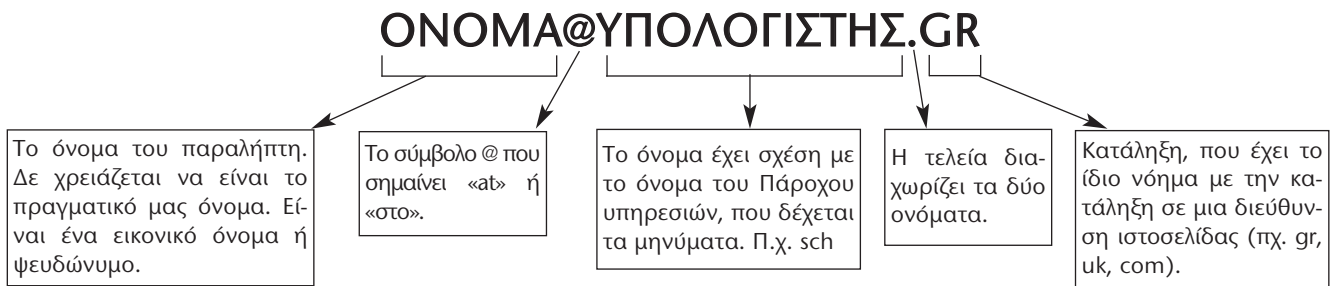 ΟΝΟΜΑ@ΥΠΟΛΟΓΙΣΤΗΣ.GR
Το όνομα του παραλήπτη.
Δε χρειάζεται να είναι το
πραγματικό μας όνομα. Εί-
ναι ένα εικονικό όνομα ή
ψευδώνυμο.
Το σύμβολο @ που
σημαίνει «at» ή
«στο».
Το όνομα έχει σχέση με
το όνομα του Πάροχου
υπηρεσιών, που δέχεται
τα μηνύματα. Π.χ. sch
Η τελεία δια-
χωρίζει τα δύο
ονόματα.
Κατάληξη, που έχει το
ίδιο νόημα με την κα-
τάληξη σε μια διεύθυν-
ση ιστοσελίδας (πχ. gr,
uk, com).